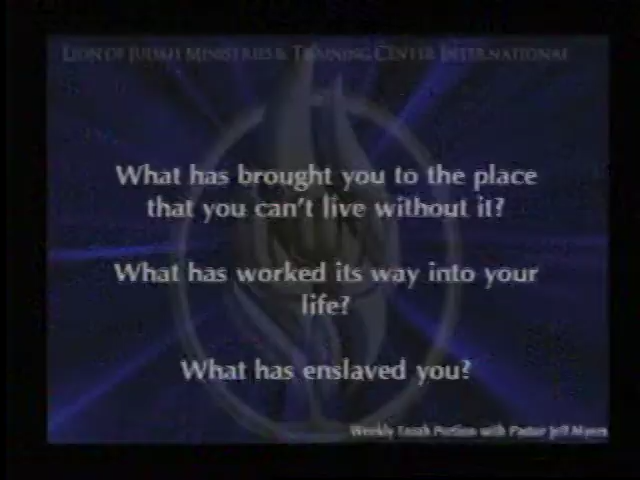 LION OF JUDAH MINISTRIES & TRAINING CENTER INTERNATIONAL
What has brought you to the place
that you can't live without it?
What has worked its way into your
life?
What has enslaved you?
Weekly Torah Portion with Pastor Jeff Myers